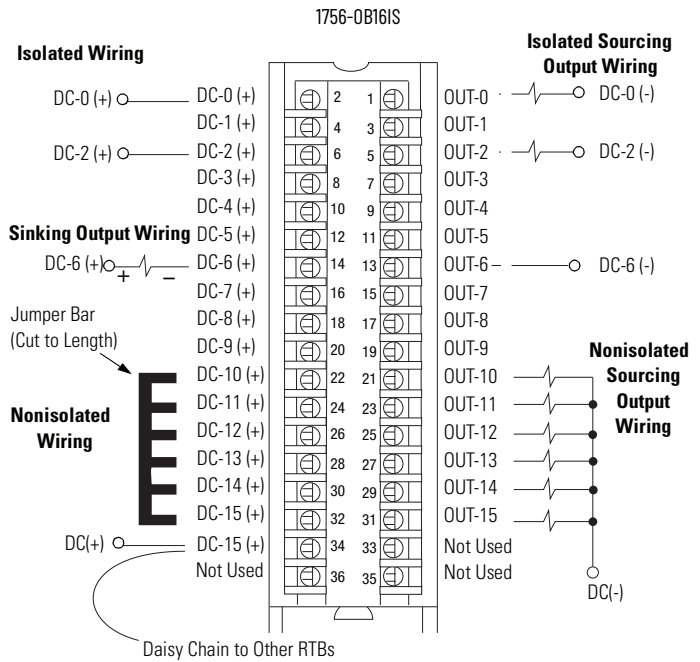 1756-OB16IS
Isolated Wiring
Isolated Sourcing
Output Wiring
DC-0 (+) DC-0 (+) 2 1 OUT-0 DC-0 (-)
DC-1 (+) 4 3 OUT-1
DC-2 (+) DC-2 (+) 6 5 OUT-2 DC-2 (-)
DC-3 (+) 8 7 OUT-3
DC-4 (+) 10 9 OUT-4
Sinking Output Wiring DC-5 (+) 12 11 OUT-5
DC-6 (+) + – DC-6 (+) 14 13 OUT-6 DC-6 (-)
DC-7 (+) 16 15 OUT-7
Jumper Bar
(Cut to Length)
DC-8 (+) 18 17 OUT-8
DC-9 (+) 20 19 OUT-9
Nonisolated
Sourcing
Output
Wiring
DC-10 (+) 22 21 OUT-10
Nonisolated
Wiring
DC-11 (+) 24 23 OUT-11
DC-12 (+) 26 25 OUT-12
DC-13 (+) 28 27 OUT-13
DC-14 (+) 30 29 OUT-14
DC-15 (+) 32 31 OUT-15
DC(+) DC-15 (+) 34 33 Not Used
Not Used 36 35 Not Used
DC(-)
Daisy Chain to Other RTBs